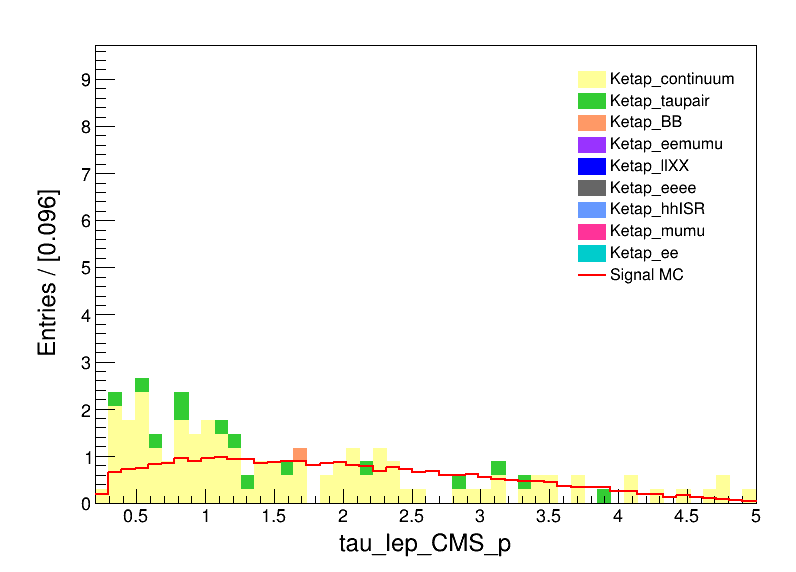 Entries / [0.096]
9
8
7
6
5
4
3
2
1
0
Ketap_continuum
Ketap_taupair
Ketap_BB
Ketap_eemumu
Ketap_llXX
Ketap_eeee
Ketap_hhISR
Ketap_mumu
Ketap_ee
Signal MC
0.5 1 1.5 2 2.5 3 3.5 4 4.5 5
tau_lep_CMS_p